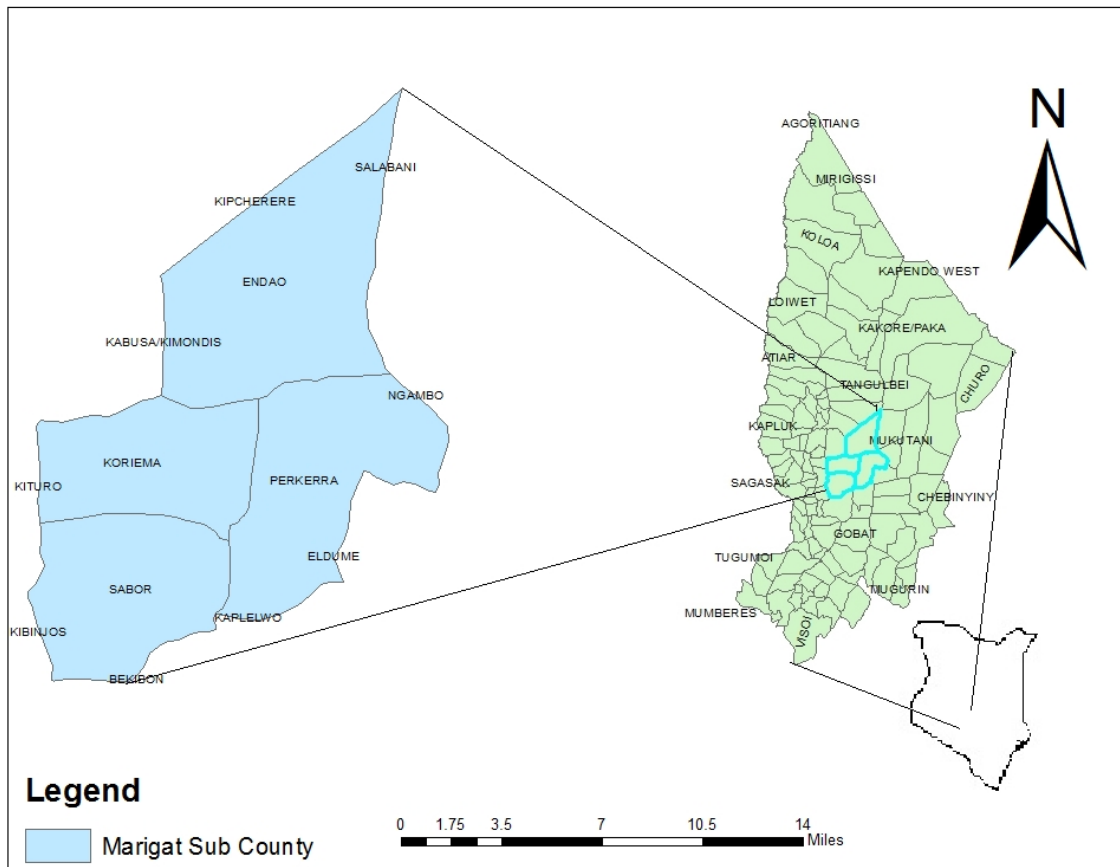 N
AGORITIANG
SALABANI
MIRIGISSI
KIPCHERERE
KOLOA
KAPENDO WEST
ENDAO
LOIWET
KAKORE/PAKA
KABUSA/KIMONDIS
ATIAR
CHURO
TANGULBEI
NGAMBO
KAPLUK
MUKUTANI
KORIEMA
PERKERRA
KITURO
SAGASAK
CHEBINYINY
GOBAT
ELDUME
TUGUMOI
SABOR
MUGURIN
KAPLELWO
MUMBERES
KIBINJOS
VISOI
BEKIBON
Legend
Marigat Sub County
0 1.75 3.5 7 10.5 14
Miles